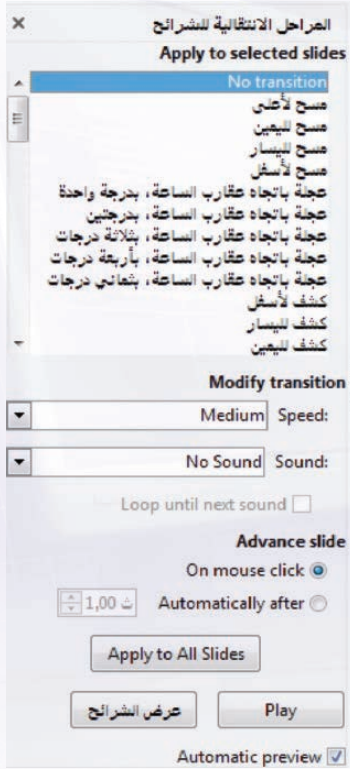 المراحل الانتقالية للشرائح
Apply to selected slides
No transition
مسح لأعلى
مسح لليمين
مسح لليسار
مسح لأسفل
عجلة باتجاه عقارب الساعة، بدرجة واحدة
عجلة باتجاه عقارب الساعة، بدرجتين
عجلة باتجاه عقارب الساعة، بثلاثة درجات
عجلة باتجاه عقارب الساعة، بأربعة درجات
عجلة باتجاه عقارب الساعة، بثماني درجات
كشف لأسفل
كشف لليسار
كشف لليمين
Modify transition
Speed: Medium
Sound: No Sound
Loop until next sound
Advance slide
On mouse click
Automatically after 1,00 ث
Apply to All Slides
Play عرض الشرائح
Automatic preview